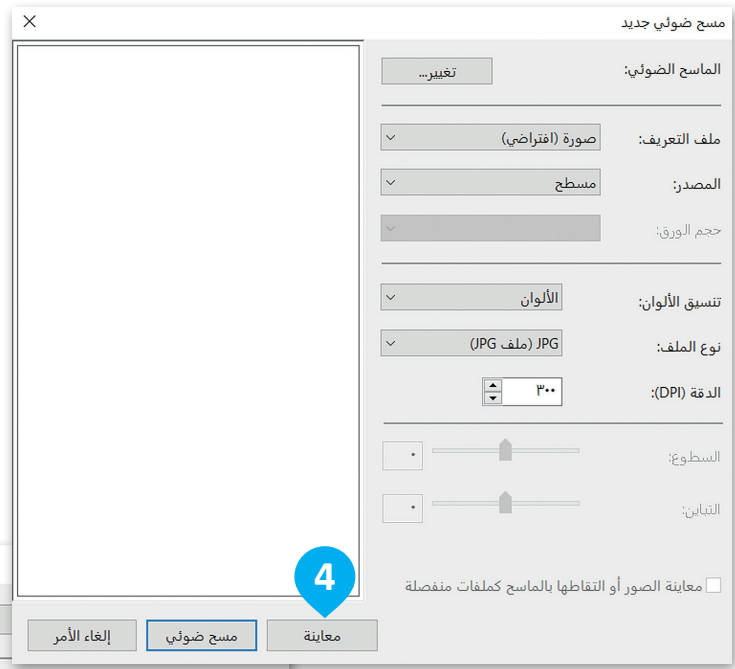 مسح ضوئي جديد
الماسح الضوئي:
تغيير...
ملف التعريف:
صورة (افتراضي)
المصدر:
مسطح
حجم الورق:
تنسيق الألوان:
الألوان
نوع الملف:
JPG (ملف JPG)
الدقة (DPI):
٣٠٠
السطوع:
٠
التباين:
٠
معاينة الصور أو التقاطها بالماسح كملفات منفصلة
4
معاينة
مسح ضوئي
إلغاء الأمر